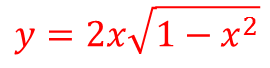 y = 2x√(1 − x²)